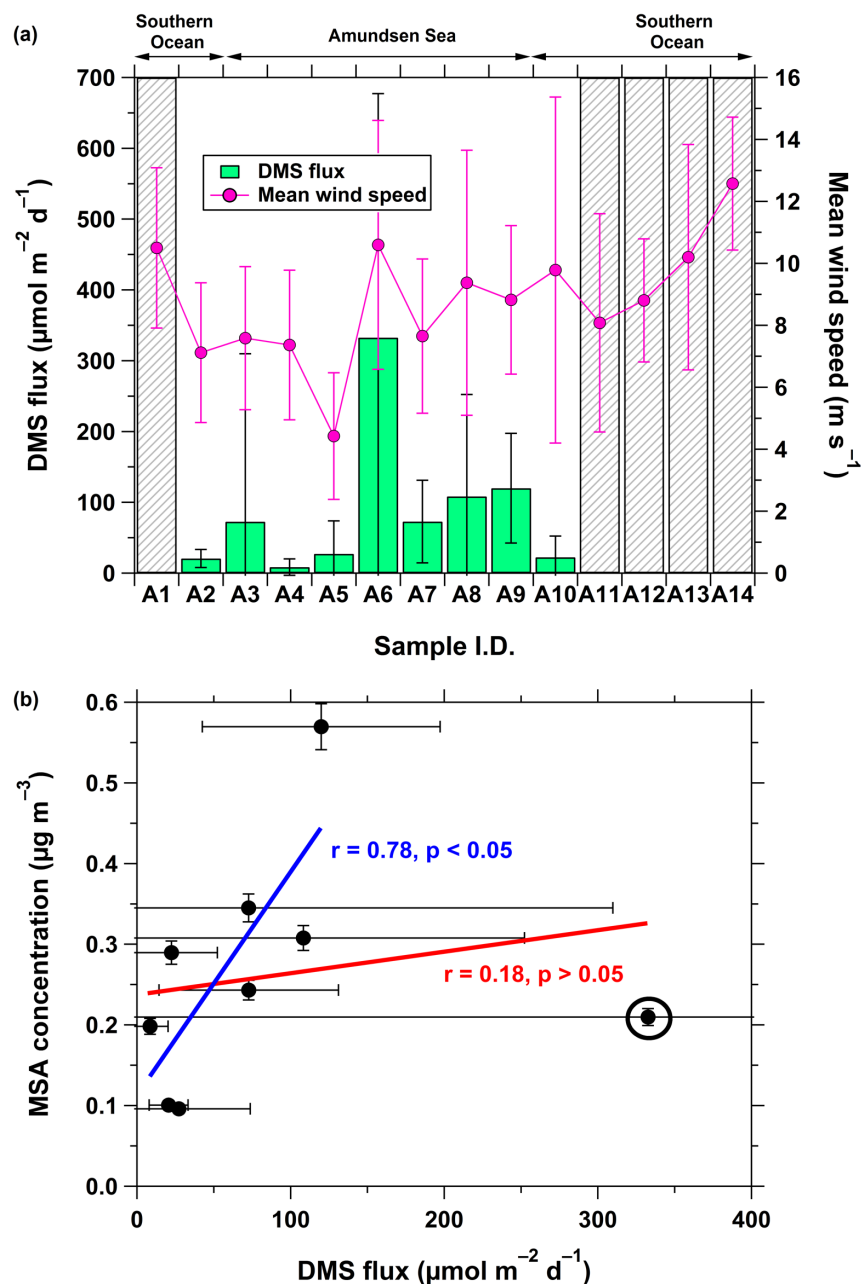 (a)
Southern
Ocean
Amundsen Sea
Southern
Ocean
700
600
500
400
300
200
100
0
DMS flux (µmol m⁻² d⁻¹)
DMS flux
Mean wind speed
16
14
12
10
8
6
4
2
0
Mean wind speed (m s⁻¹)
A1 A2 A3 A4 A5 A6 A7 A8 A9 A10 A11 A12 A13 A14
Sample I.D.
(b)
0.6
0.5
0.4
0.3
0.2
0.1
0.0
MSA concentration (µg m⁻³)
r = 0.78, p < 0.05
r = 0.18, p > 0.05
0 100 200 300 400
DMS flux (µmol m⁻² d⁻¹)